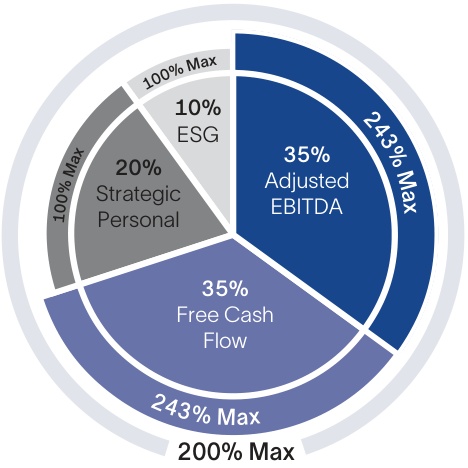 100% Max
10%
ESG
35%
Adjusted
EBITDA
243% Max
20%
Strategic
Personal
100% Max
35%
Free Cash
Flow
243% Max
200% Max